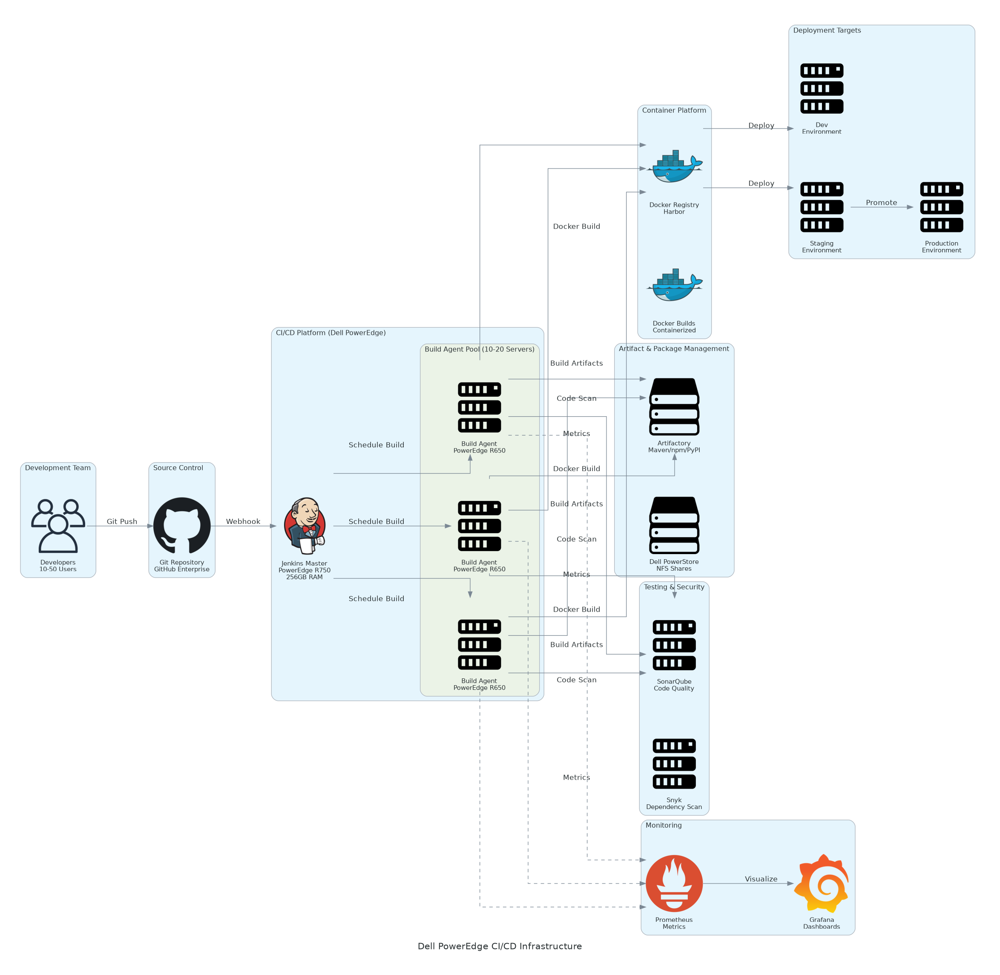 Deployment Targets
Dev
Environment
Container Platform
Deploy
Docker Registry
Harbor
Deploy
Staging
Environment
Promote
Production
Environment
Docker Build
Docker Builds
Containerized
CI/CD Platform (Dell PowerEdge)
Build Agent Pool (10-20 Servers)
Artifact & Package Management
Build Artifacts
Code Scan
Metrics
Build Agent
PowerEdge R650
Artifactory
Maven/npm/PyPI
Schedule Build
Development Team
Source Control
Docker Build
Build Artifacts
Git Push
Webhook
Schedule Build
Code Scan
Developers
10-50 Users
Git Repository
GitHub Enterprise
Jenkins Master
PowerEdge R750
256GB RAM
Build Agent
PowerEdge R650
Dell PowerStore
NFS Shares
Metrics
Testing & Security
Schedule Build
Docker Build
Build Artifacts
Build Agent
PowerEdge R650
Code Scan
SonarQube
Code Quality
Metrics
Snyk
Dependency Scan
Monitoring
Visualize
Prometheus
Metrics
Grafana
Dashboards
Dell PowerEdge CI/CD Infrastructure